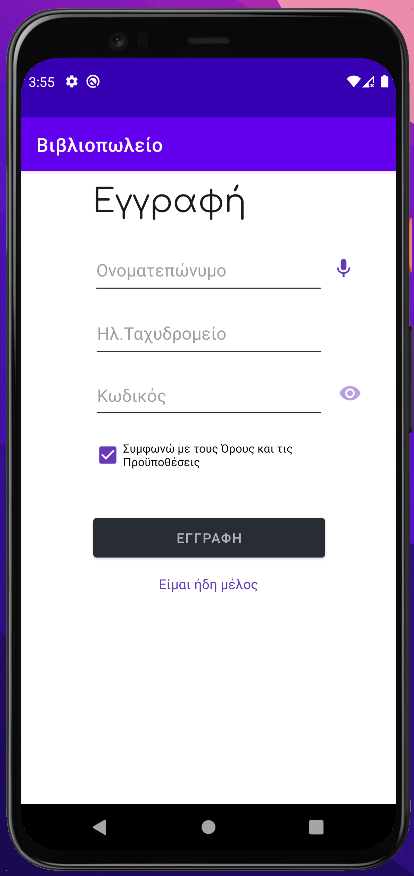 3:55
Βιβλιοπωλείο
Εγγραφή
Ονοματεπώνυμο
Ηλ.Ταχυδρομείο
Κωδικός
Συμφωνώ με τους Όρους και τις
Προϋποθέσεις
ΕΓΓΡΑΦΗ
Είμαι ήδη μέλος